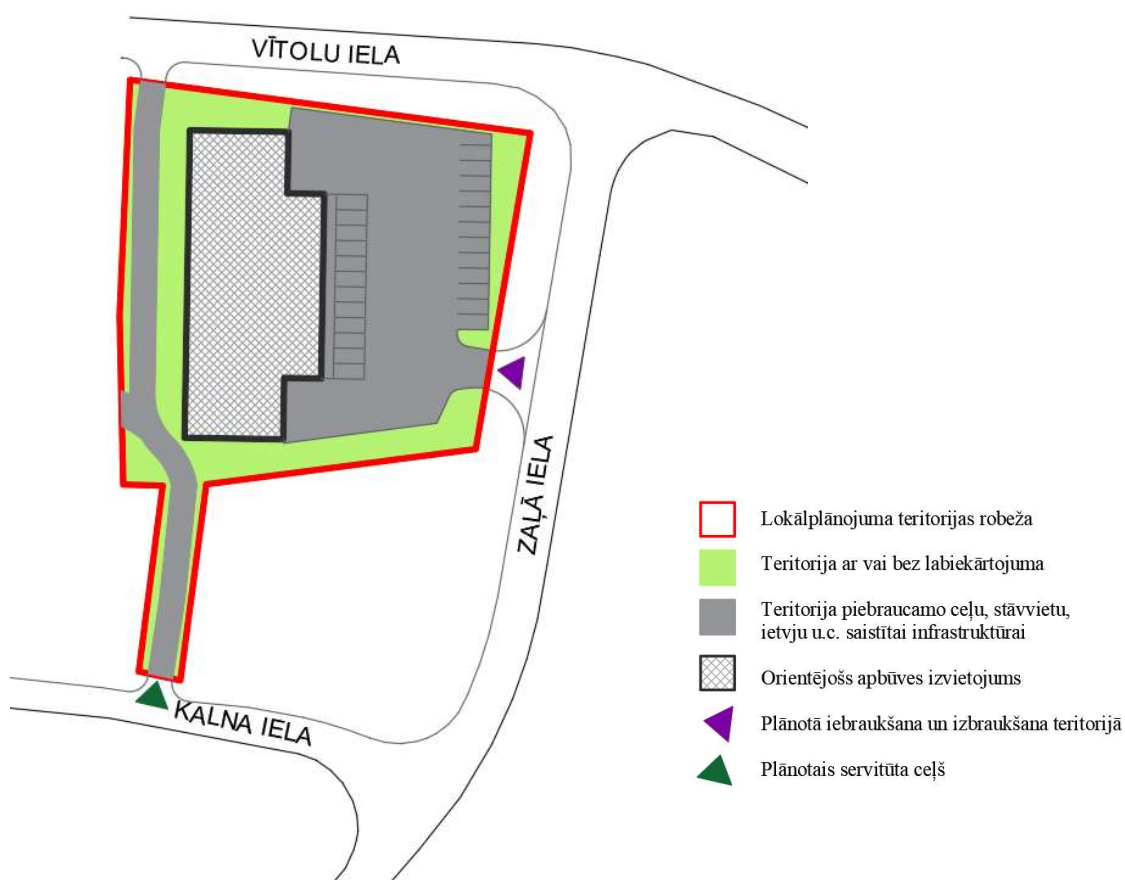 VĪTOLU IELA
ZAĻĀ IELA
KALNA IELA
Lokālplānojuma teritorijas robeža
Teritorija ar vai bez labiekārtojuma
Teritorija piebraucamo ceļu, stāvvietu,
ietvju u.c. saistītai infrastruktūrai
Orientējošs apbūves izvietojums
Plānotā iebraukšana un izbraukšana teritorijā
Plānotais servitūta ceļš